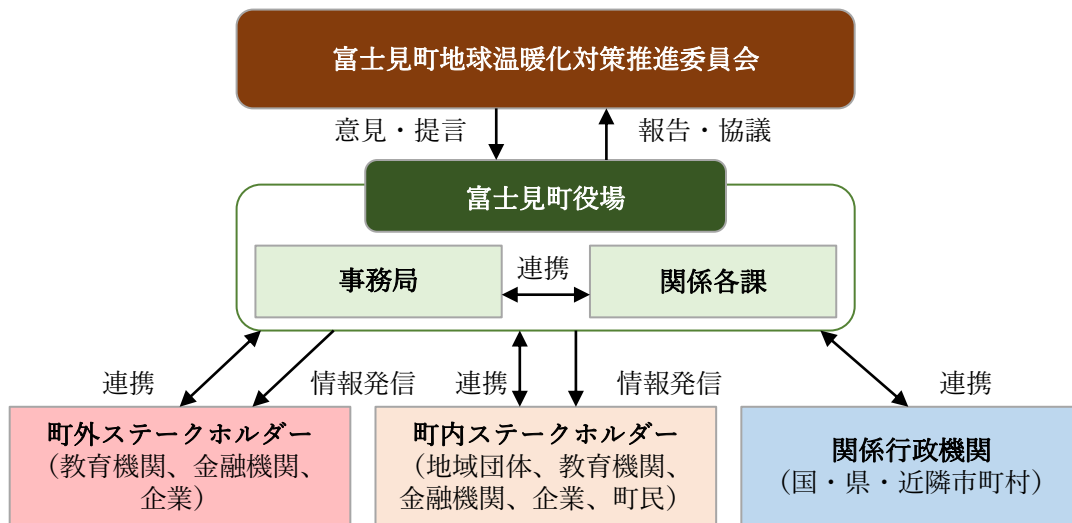 富士見町地球温暖化対策推進委員会
意見・提言
報告・協議
富士見町役場
事務局
連携
関係各課
連携
情報発信
連携
情報発信
連携
町外ステークホルダー
（教育機関、金融機関、
企業）
町内ステークホルダー
（地域団体、教育機関、
金融機関、企業、町民）
関係行政機関
（国・県・近隣市町村）